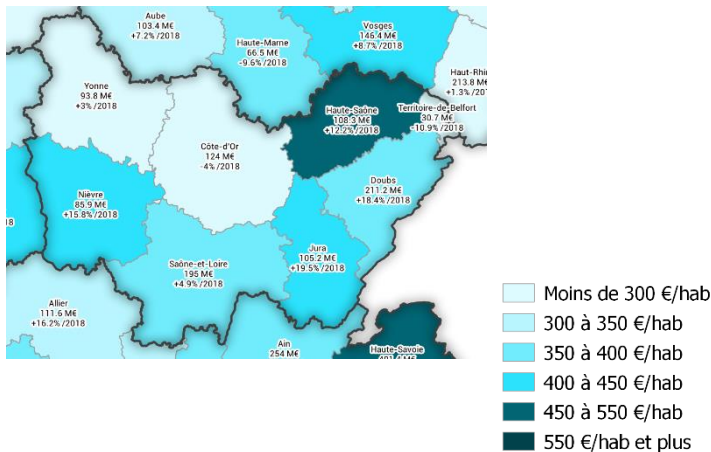 Aube
103.4 M€
+7.2% /2018
Vosges
146.4 M€
+8.7% /2018
Haute-Marne
66.5 M€
-9.6% /2018
Haut-Rhin
213.8 M€
+1.3% /201
Yonne
93.8 M€
+3% /2018
Haute-Saône
108.3 M€
+12.2% /2018
Territoire-de-Belfort
30.7 M€
-10.9% /2018
Côte-d'Or
124 M€
-4% /2018
Doubs
211.2 M€
+18.4% /2018
Nièvre
85.9 M€
+15.8% /2018
18
Jura
105.2 M€
+19.5% /2018
Saône-et-Loire
195 M€
+4.9% /2018
Allier
111.6 M€
+16.2% /2018
Ain
254 M€
Haute-Savoie
Moins de 300 €/hab
300 à 350 €/hab
350 à 400 €/hab
400 à 450 €/hab
450 à 550 €/hab
550 €/hab et plus